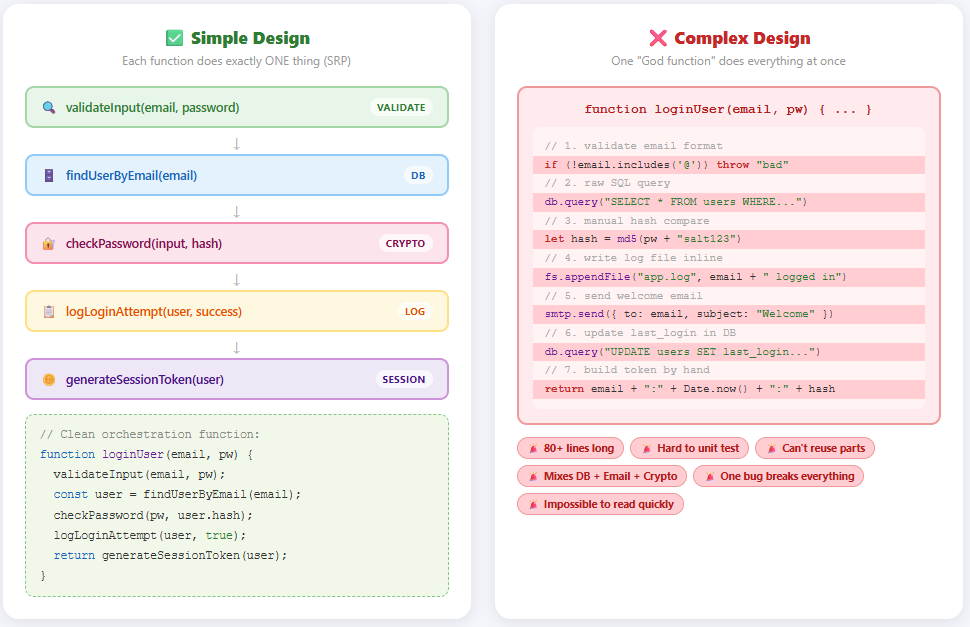 ✅ Simple Design
Each function does exactly ONE thing (SRP)
🔍 validateInput(email, password) VALIDATE
↓
🗄 findUserByEmail(email) DB
↓
🔐 checkPassword(input, hash) CRYPTO
↓
📋 logLoginAttempt(user, success) LOG
↓
🪙 generateSessionToken(user) SESSION
// Clean orchestration function:
function loginUser(email, pw) {
  validateInput(email, pw);
  const user = findUserByEmail(email);
  checkPassword(pw, user.hash);
  logLoginAttempt(user, true);
  return generateSessionToken(user);
}
❌ Complex Design
One "God function" does everything at once
function loginUser(email, pw) { ... }
// 1. validate email format
if (!email.includes('@')) throw "bad"
// 2. raw SQL query
db.query("SELECT * FROM users WHERE...")
// 3. manual hash compare
let hash = md5(pw + "salt123")
// 4. write log file inline
fs.appendFile("app.log", email + " logged in")
// 5. send welcome email
smtp.send({ to: email, subject: "Welcome" })
// 6. update last_login in DB
db.query("UPDATE users SET last_login...")
// 7. build token by hand
return email + ":" + Date.now() + ":" + hash
80+ lines long
Hard to unit test
Can't reuse parts
Mixes DB + Email + Crypto
One bug breaks everything
Impossible to read quickly